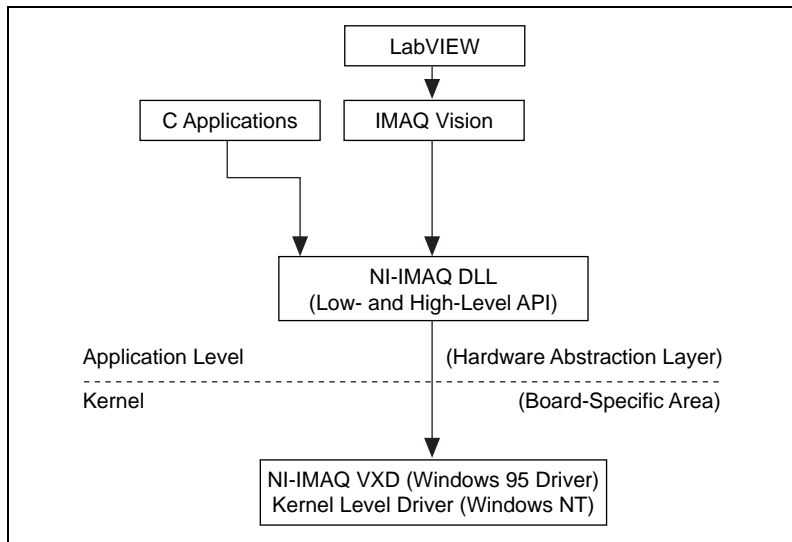 LabVIEW
C Applications
IMAQ Vision
NI-IMAQ DLL
(Low- and High-Level API)
Application Level
(Hardware Abstraction Layer)
Kernel
(Board-Specific Area)
NI-IMAQ VXD (Windows 95 Driver)
Kernel Level Driver (Windows NT)